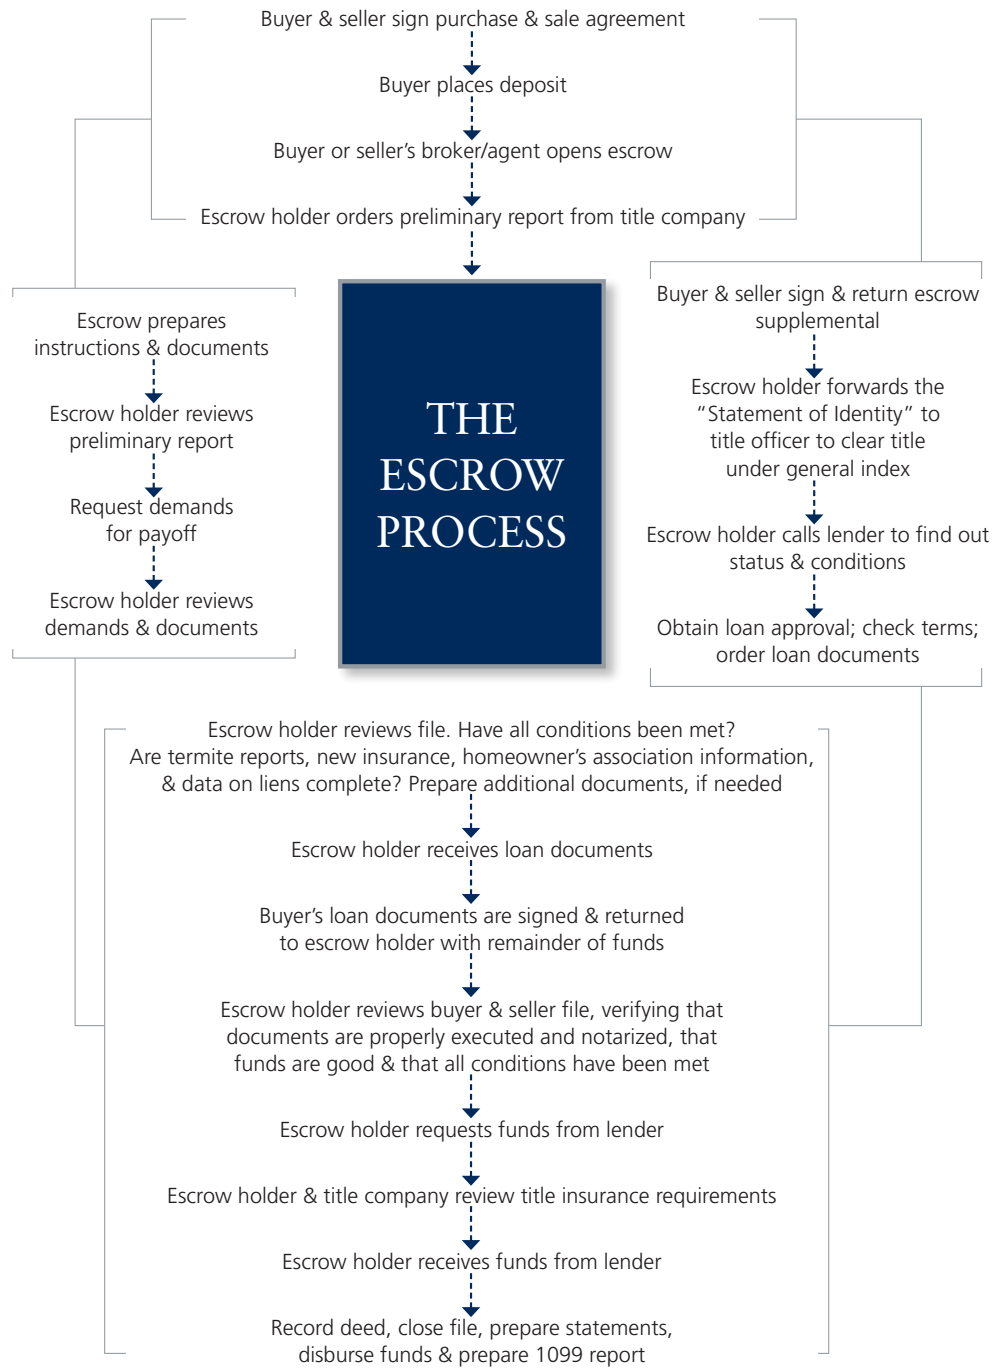 Buyer & seller sign purchase & sale agreement
Buyer places deposit
Buyer or seller’s broker/agent opens escrow
Escrow holder orders preliminary report from title company
Escrow prepares
instructions & documents
Escrow holder reviews
preliminary report
Request demands
for payoff
Escrow holder reviews
demands & documents
THE
ESCROW
PROCESS
Buyer & seller sign & return escrow
supplemental
Escrow holder forwards the
“Statement of Identity” to
title officer to clear title
under general index
Escrow holder calls lender to find out
status & conditions
Obtain loan approval; check terms;
order loan documents
Escrow holder reviews file. Have all conditions been met?
Are termite reports, new insurance, homeowner’s association information,
& data on liens complete? Prepare additional documents, if needed
Escrow holder receives loan documents
Buyer’s loan documents are signed & returned
to escrow holder with remainder of funds
Escrow holder reviews buyer & seller file, verifying that
documents are properly executed and notarized, that
funds are good & that all conditions have been met
Escrow holder requests funds from lender
Escrow holder & title company review title insurance requirements
Escrow holder receives funds from lender
Record deed, close file, prepare statements,
disburse funds & prepare 1099 report